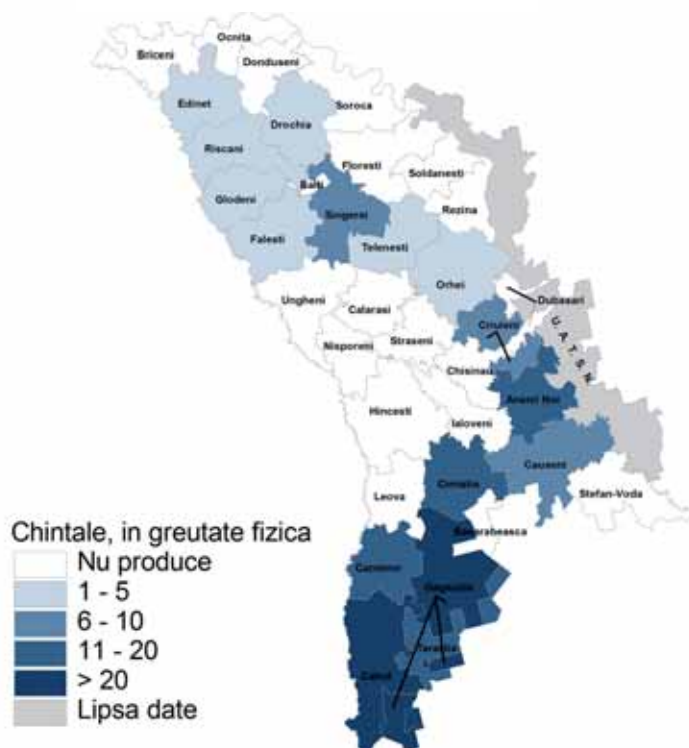 Ocnita
Briceni
Donduseni
Edinet
Soroca
Drochia
Riscani
Floresti
Soldanesti
Balti
Glodeni
Singerei
Rezina
Falesti
Telenesti
Orhei
Ungheni
Dubasari
Calarasi
Criuleni
U. A. T. S. N
Straseni
Nisporeni
Chisinau
Anenii Noi
Hincesti
Ialoveni
Causeni
Cimislia
Leova
Stefan-Voda
Basarabeasca
Cantemir
Gagauzia
Taraclia
Cahul
Chintale, in greutate fizica
Nu produce
1 - 5
6 - 10
11 - 20
> 20
Lipsa date